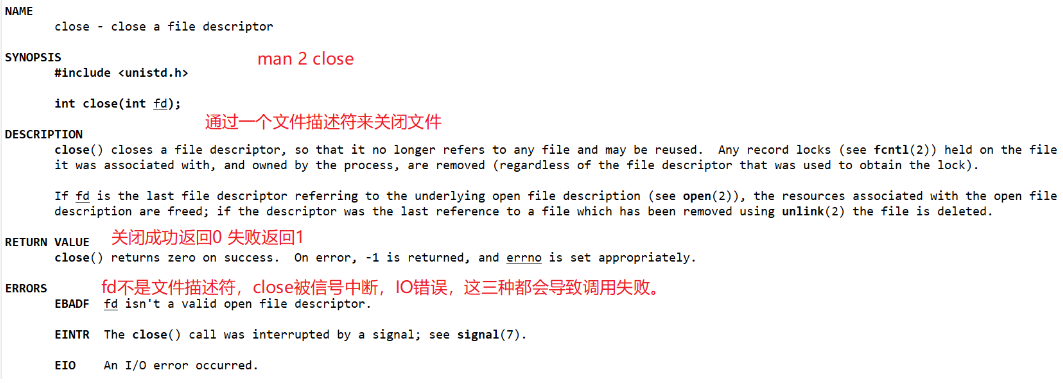 NAME
close - close a file descriptor
SYNOPSIS
man 2 close
#include <unistd.h>
int close(int fd);
通过一个文件描述符来关闭文件
DESCRIPTION
close() closes a file descriptor, so that it no longer refers to any file and may be reused.  Any record locks (see fcntl(2)) held on the file
it was associated with, and owned by the process, are removed (regardless of the file descriptor that was used to obtain the lock).
If fd is the last file descriptor referring to the underlying open file description (see open(2)), the resources associated with the open file
description are freed; if the descriptor was the last reference to a file which has been removed using unlink(2) the file is deleted.
RETURN VALUE 关闭成功返回0 失败返回1
close() returns zero on success.  On error, -1 is returned, and errno is set appropriately.
ERRORS fd不是文件描述符，close被信号中断，IO错误，这三种都会导致调用失败。
EBADF  fd isn't a valid open file descriptor.
EINTR  The close() call was interrupted by a signal; see signal(7).
EIO    An I/O error occurred.